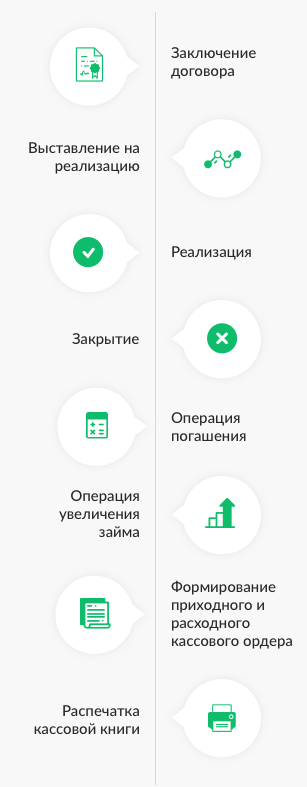 Заключение
договора
Выставление на
реализацию
Реализация
Закрытие
Операция
погашения
Операция
увеличения
займа
Формирование
приходного и
расходного
кассового ордера
Распечатка
кассовой книги